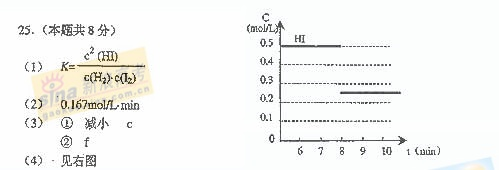 25. (本题共8分)
(1) K= c²(HI) / c(H₂)·c(I₂)
(2) 0.167mol/L·min
(3) ① 减小 c
② f
(4) 见右图
C
(mol/L)
HI
0.5
0.4
0.3
0.2
0.1
0
6 7 8 9 10 t (min)
sina